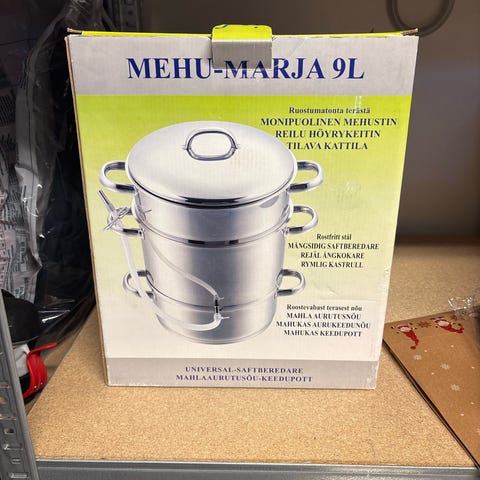 MEHU-MARJA 9L
Ruostumatonta terästä
MONIPUOLINEN MEHUSTIN
REILU HÖYRYKEITIN
TILAVA KATTILA
Rostfritt stål
MÅNGSIDIG SAFTBEREDARE
REJÄL ÅNGKOKARE
RYMLIG KASTRULL
Roostevabast terasest nõu
MAHLA AURUTUSNÕU
MAHUKAS AURUKEEDUNÕU
MAHUKAS KEEDUPOTT
UNIVERSAL-SAFTBEREDARE
MAHLAAURUTUSÕU-KEEDUPOTT